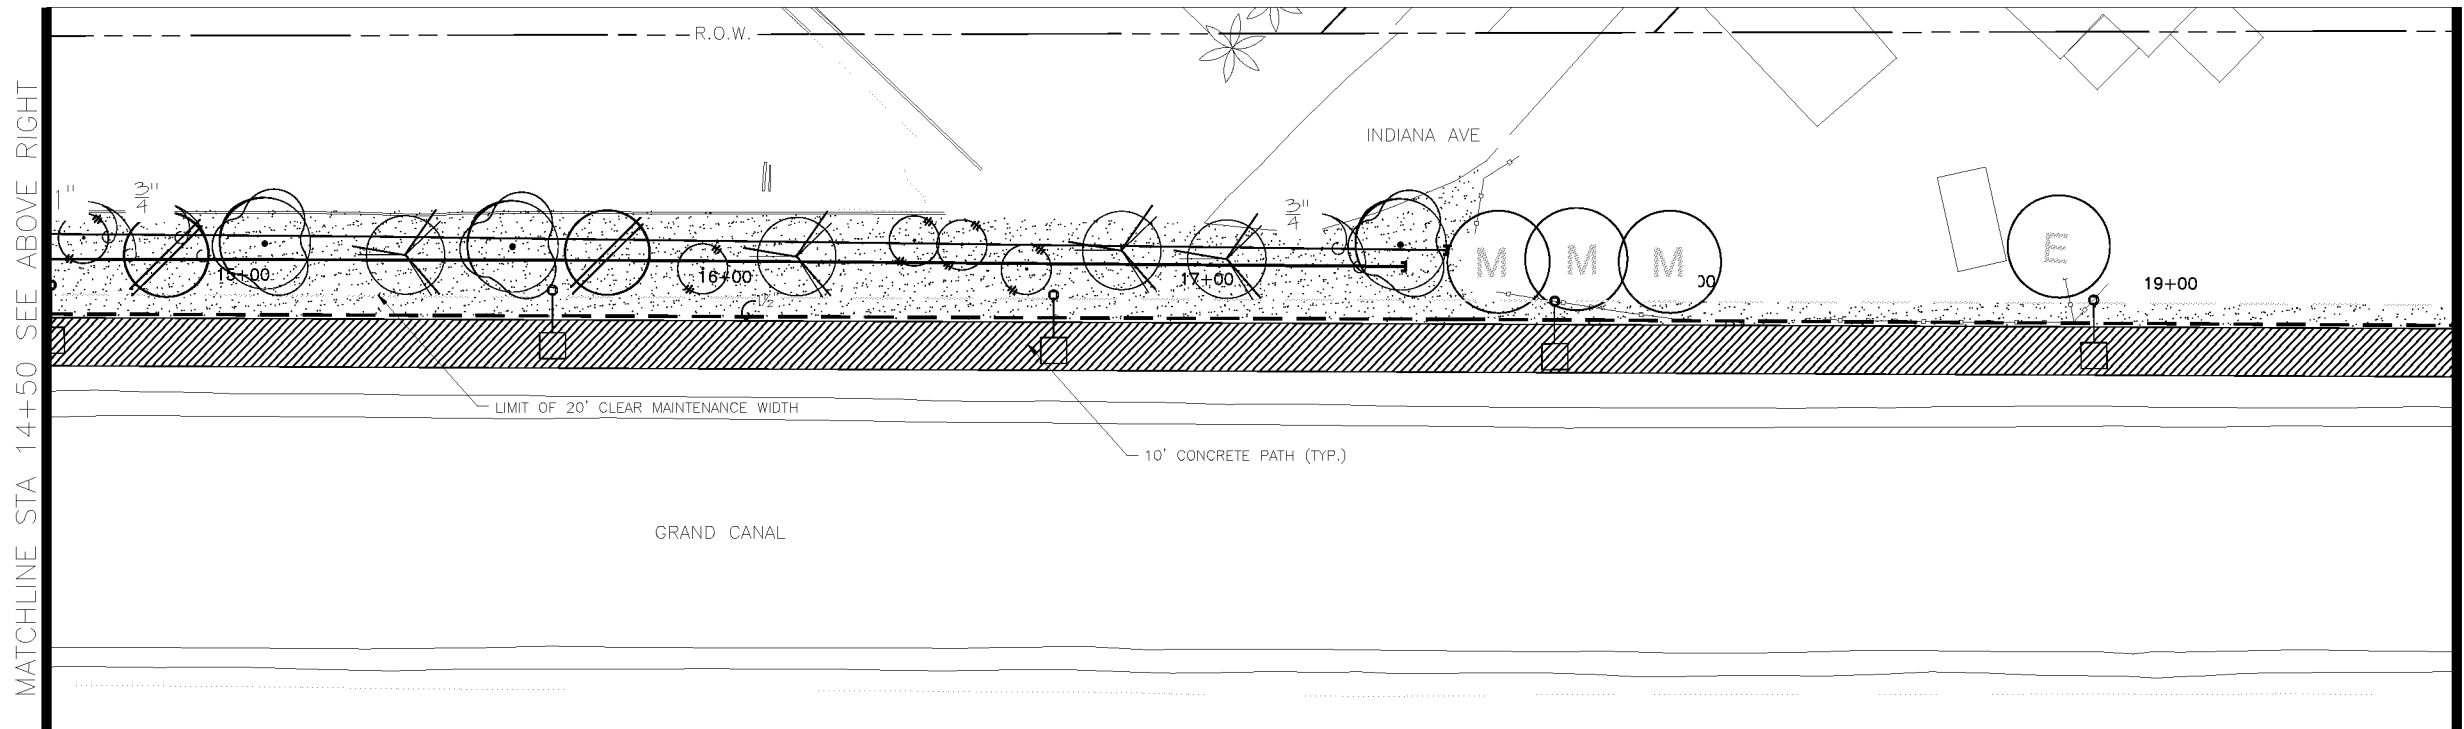 MATCHLINE STA 14+50 SEE ABOVE RIGHT
R.O.W.
INDIANA AVE
1"
3/4"
3/4"
M
M
M
E
15+00
16+00
17+00
00
19+00
1½"
LIMIT OF 20' CLEAR MAINTENANCE WIDTH
10' CONCRETE PATH (TYP.)
GRAND CANAL